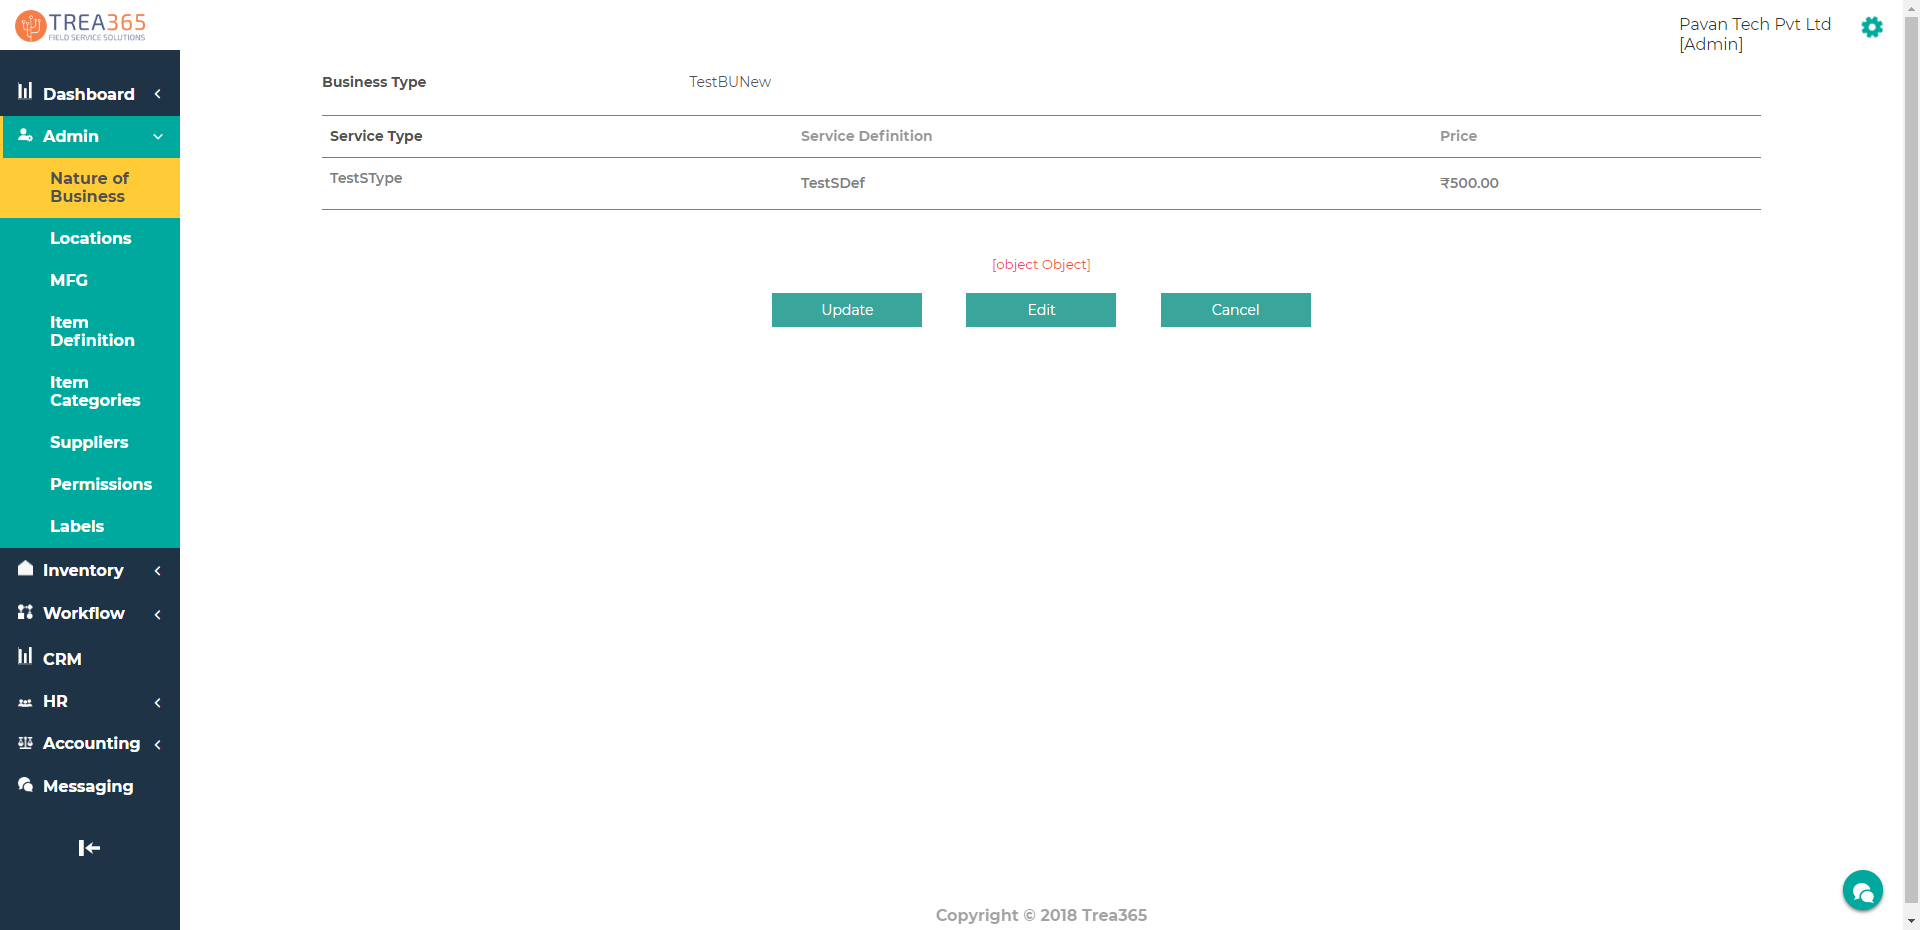 TREA365
FIELD SERVICE SOLUTIONS
Pavan Tech Pvt Ltd
[Admin]
Dashboard
Admin
Nature of
Business
Locations
MFG
Item
Definition
Item
Categories
Suppliers
Permissions
Labels
Inventory
Workflow
CRM
HR
Accounting
Messaging
Business Type TestBUNew
Service Type Service Definition Price
TestSType TestSDef ₹500.00
[object Object]
Update Edit Cancel
Copyright © 2018 Trea365